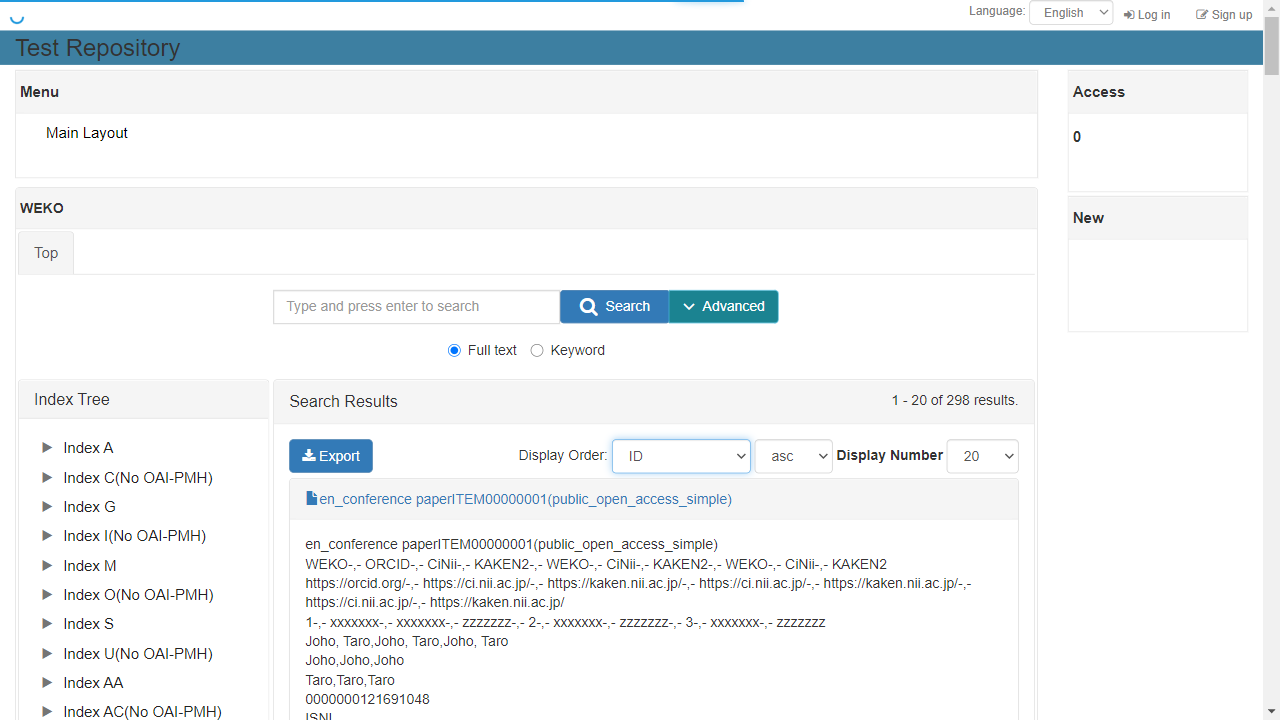 Language: English Log in Sign up
Test Repository
Menu
Main Layout
Access
0
WEKO
New
Top
Type and press enter to search Search Advanced
Full text Keyword
Index Tree
Index A
Index C(No OAI-PMH)
Index G
Index I(No OAI-PMH)
Index M
Index O(No OAI-PMH)
Index S
Index U(No OAI-PMH)
Index AA
Index AC(No OAI-PMH)
Search Results 1 - 20 of 298 results.
Export Display Order: ID asc Display Number 20
en_conference paperITEM00000001(public_open_access_simple)
en_conference paperITEM00000001(public_open_access_simple)
WEKO-,- ORCID-,- CiNii-,- KAKEN2-,- WEKO-,- CiNii-,- KAKEN2-,- WEKO-,- CiNii-,- KAKEN2
https://orcid.org/-,- https://ci.nii.ac.jp/-,- https://kaken.nii.ac.jp/-,- https://ci.nii.ac.jp/-,- https://kaken.nii.ac.jp/-,-
https://ci.nii.ac.jp/-,- https://kaken.nii.ac.jp/
1-,- xxxxxxx-,- xxxxxxx-,- zzzzzzz-,- 2-,- xxxxxxx-,- zzzzzzz-,- 3-,- xxxxxxx-,- zzzzzzz
Joho, Taro,Joho, Taro,Joho, Taro
Joho,Joho,Joho
Taro,Taro,Taro
0000000121691048
ISNI